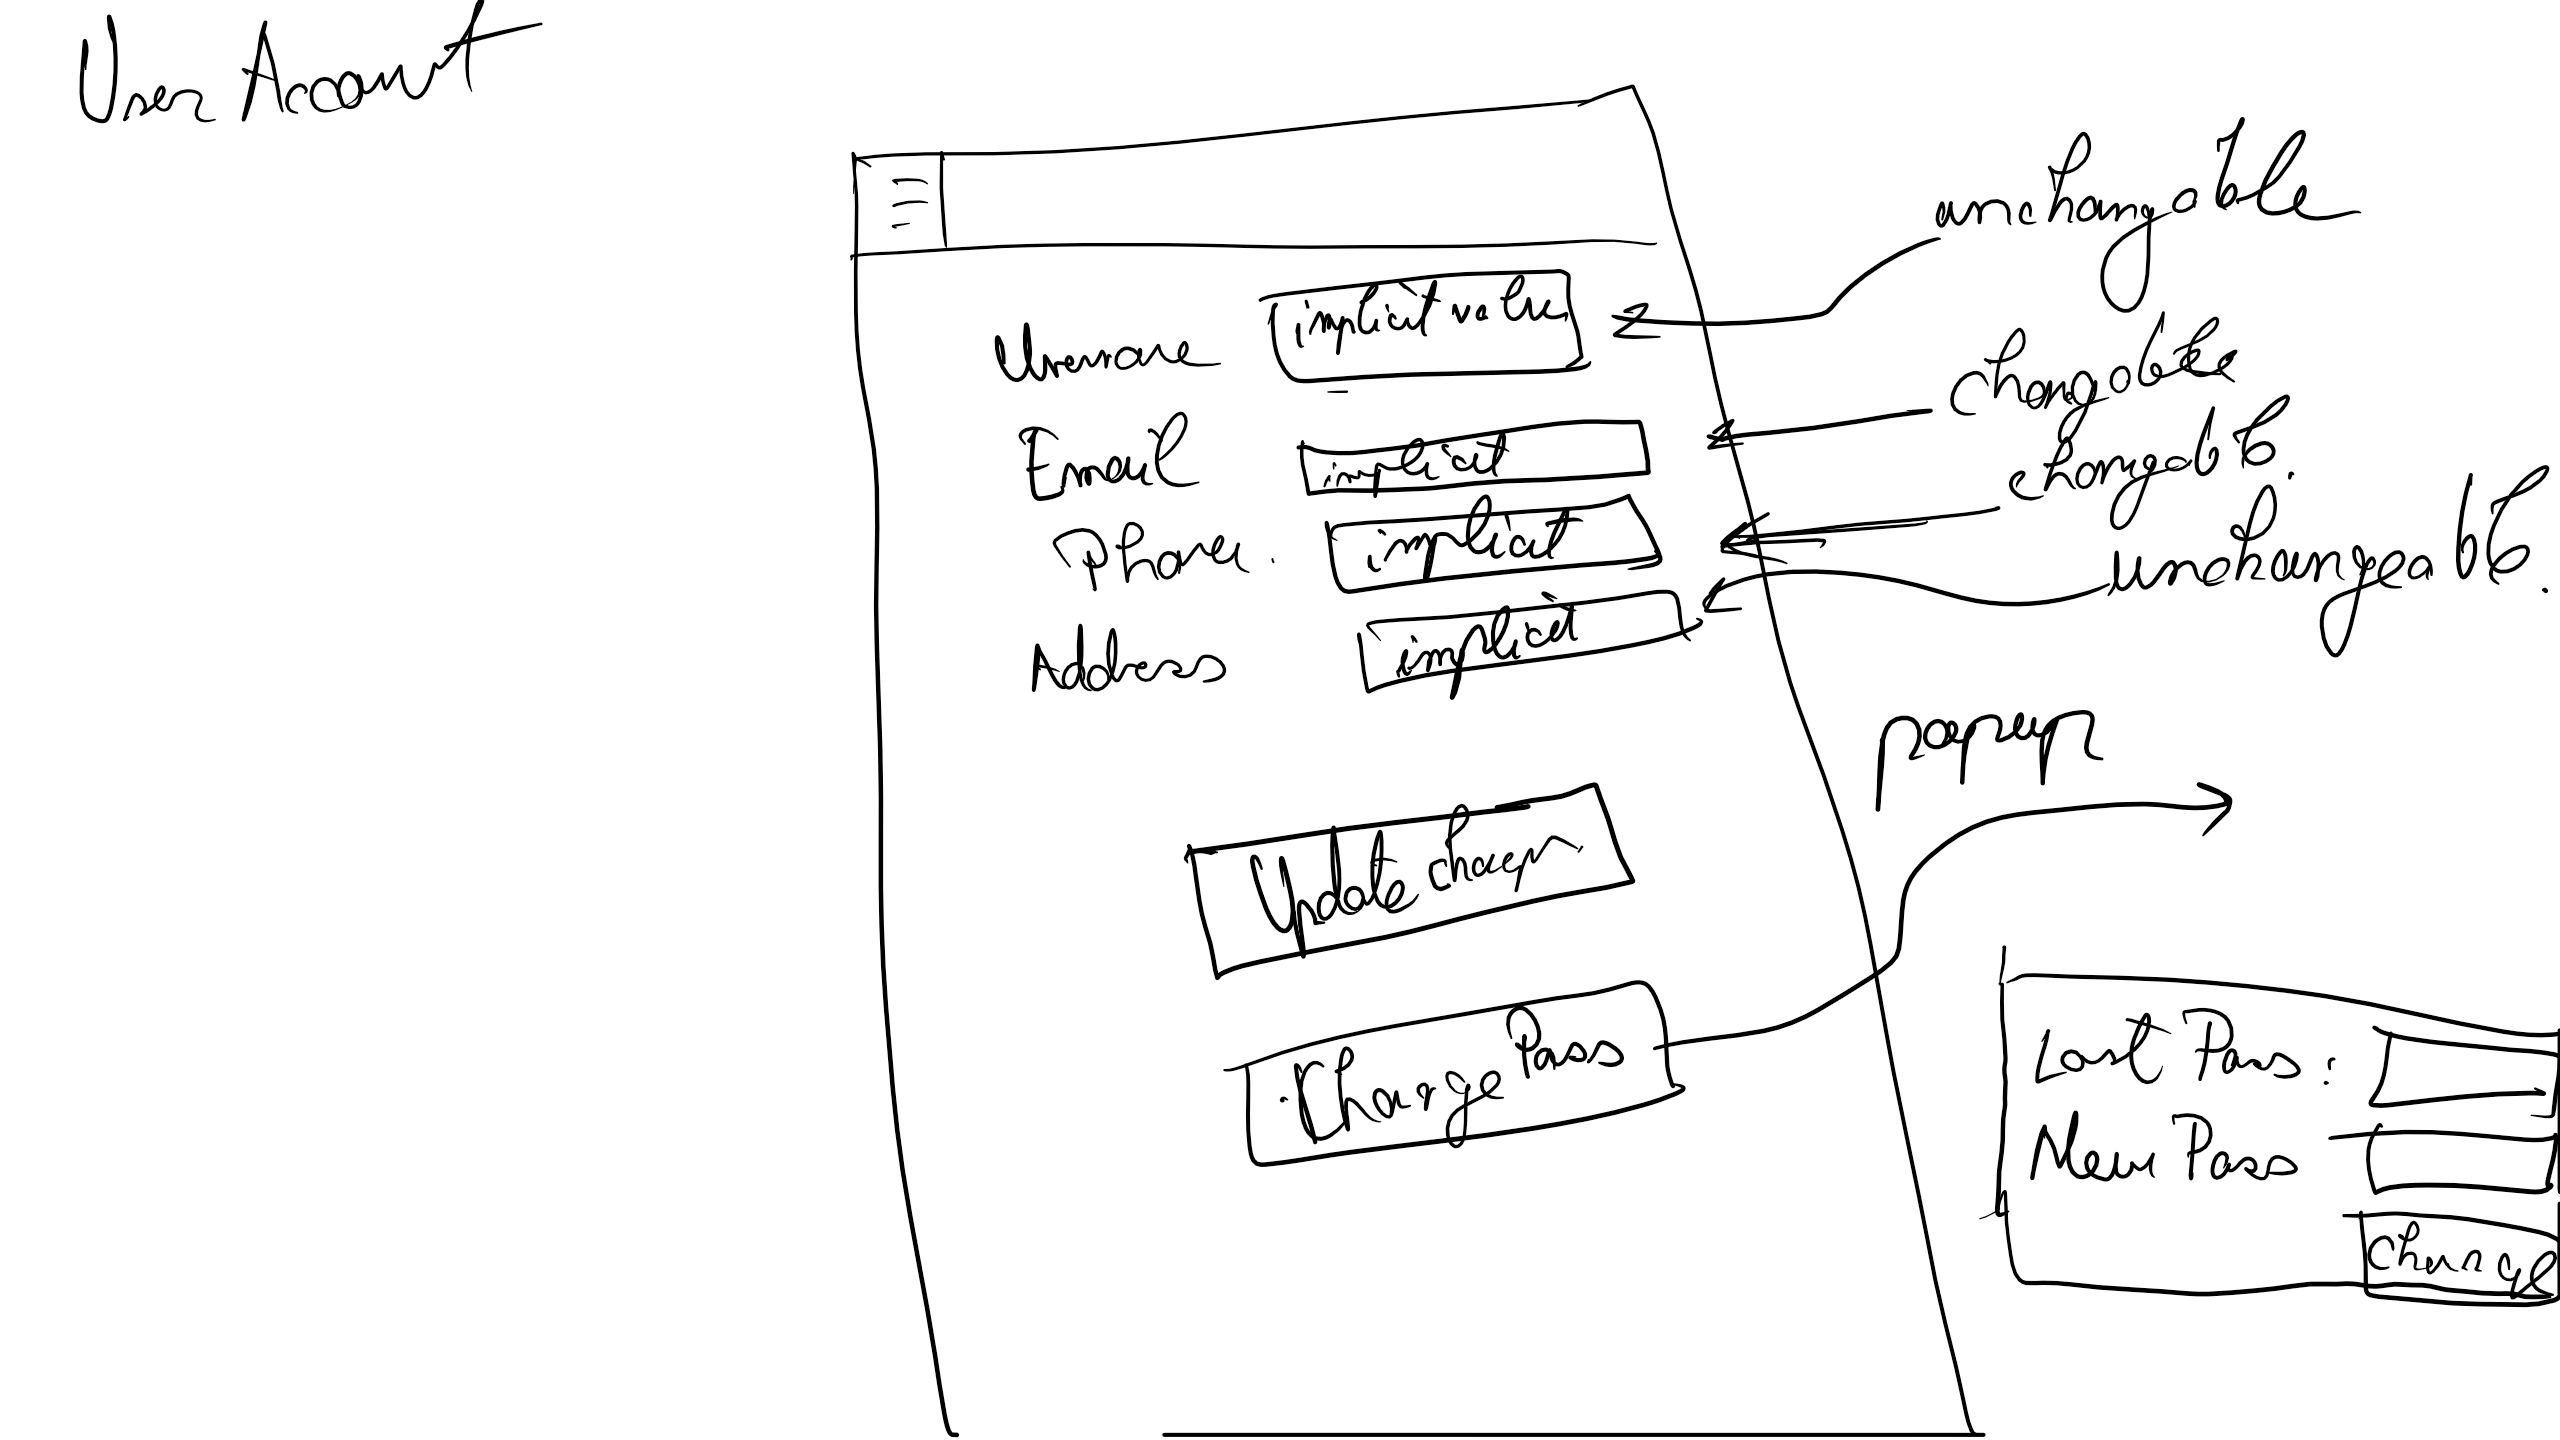 User Account
unchangable
Username implicit value
changable
Email implicit
changable.
Phone. implicit
unchangeable.
Address implicit
popup
Update change
Change Pass
Last Pass:
New Pass
Change